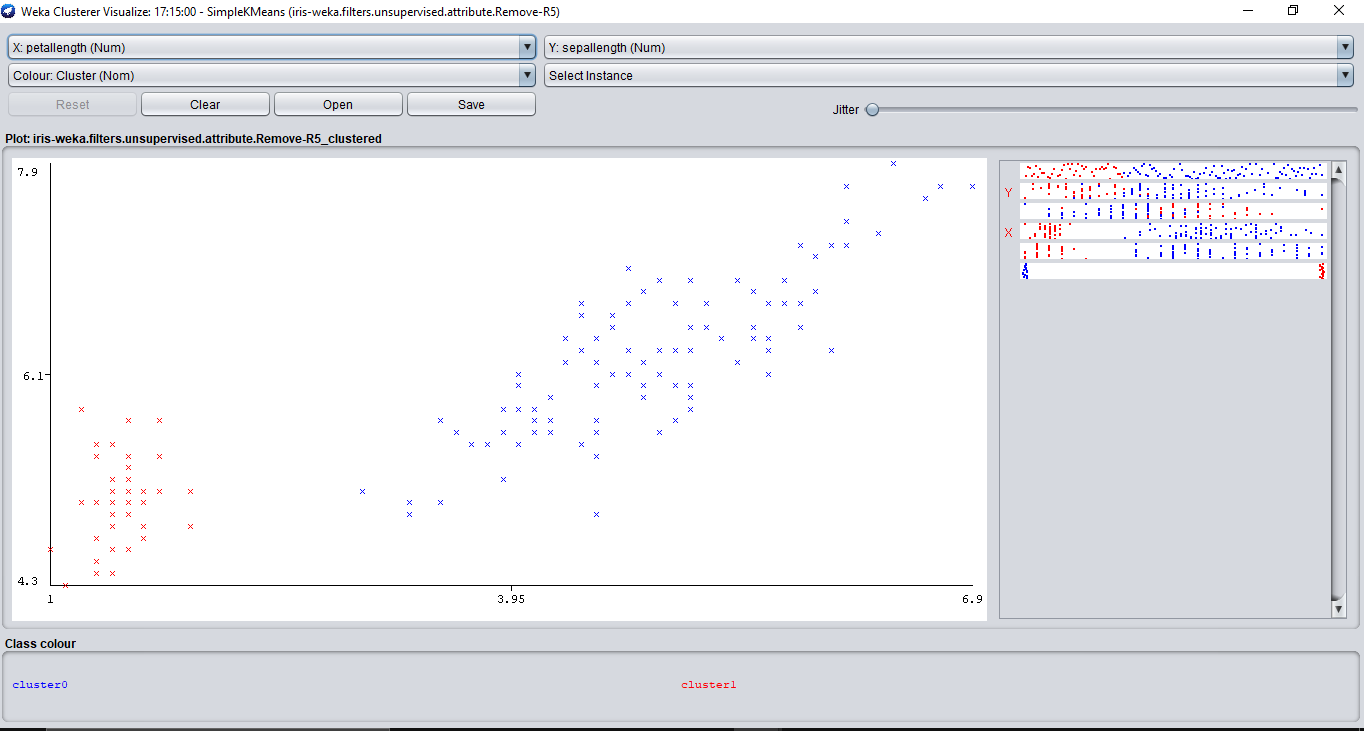 Weka Clusterer Visualize: 17:15:00 - SimpleKMeans (iris-weka.filters.unsupervised.attribute.Remove-R5)
X: petallength (Num)
Y: sepallength (Num)
Colour: Cluster (Nom)
Select Instance
Reset
Clear
Open
Save
Jitter
Plot: iris-weka.filters.unsupervised.attribute.Remove-R5_clustered
7.9
6.1
4.3
1
3.95
6.9
Y
X
Class colour
cluster0
cluster1